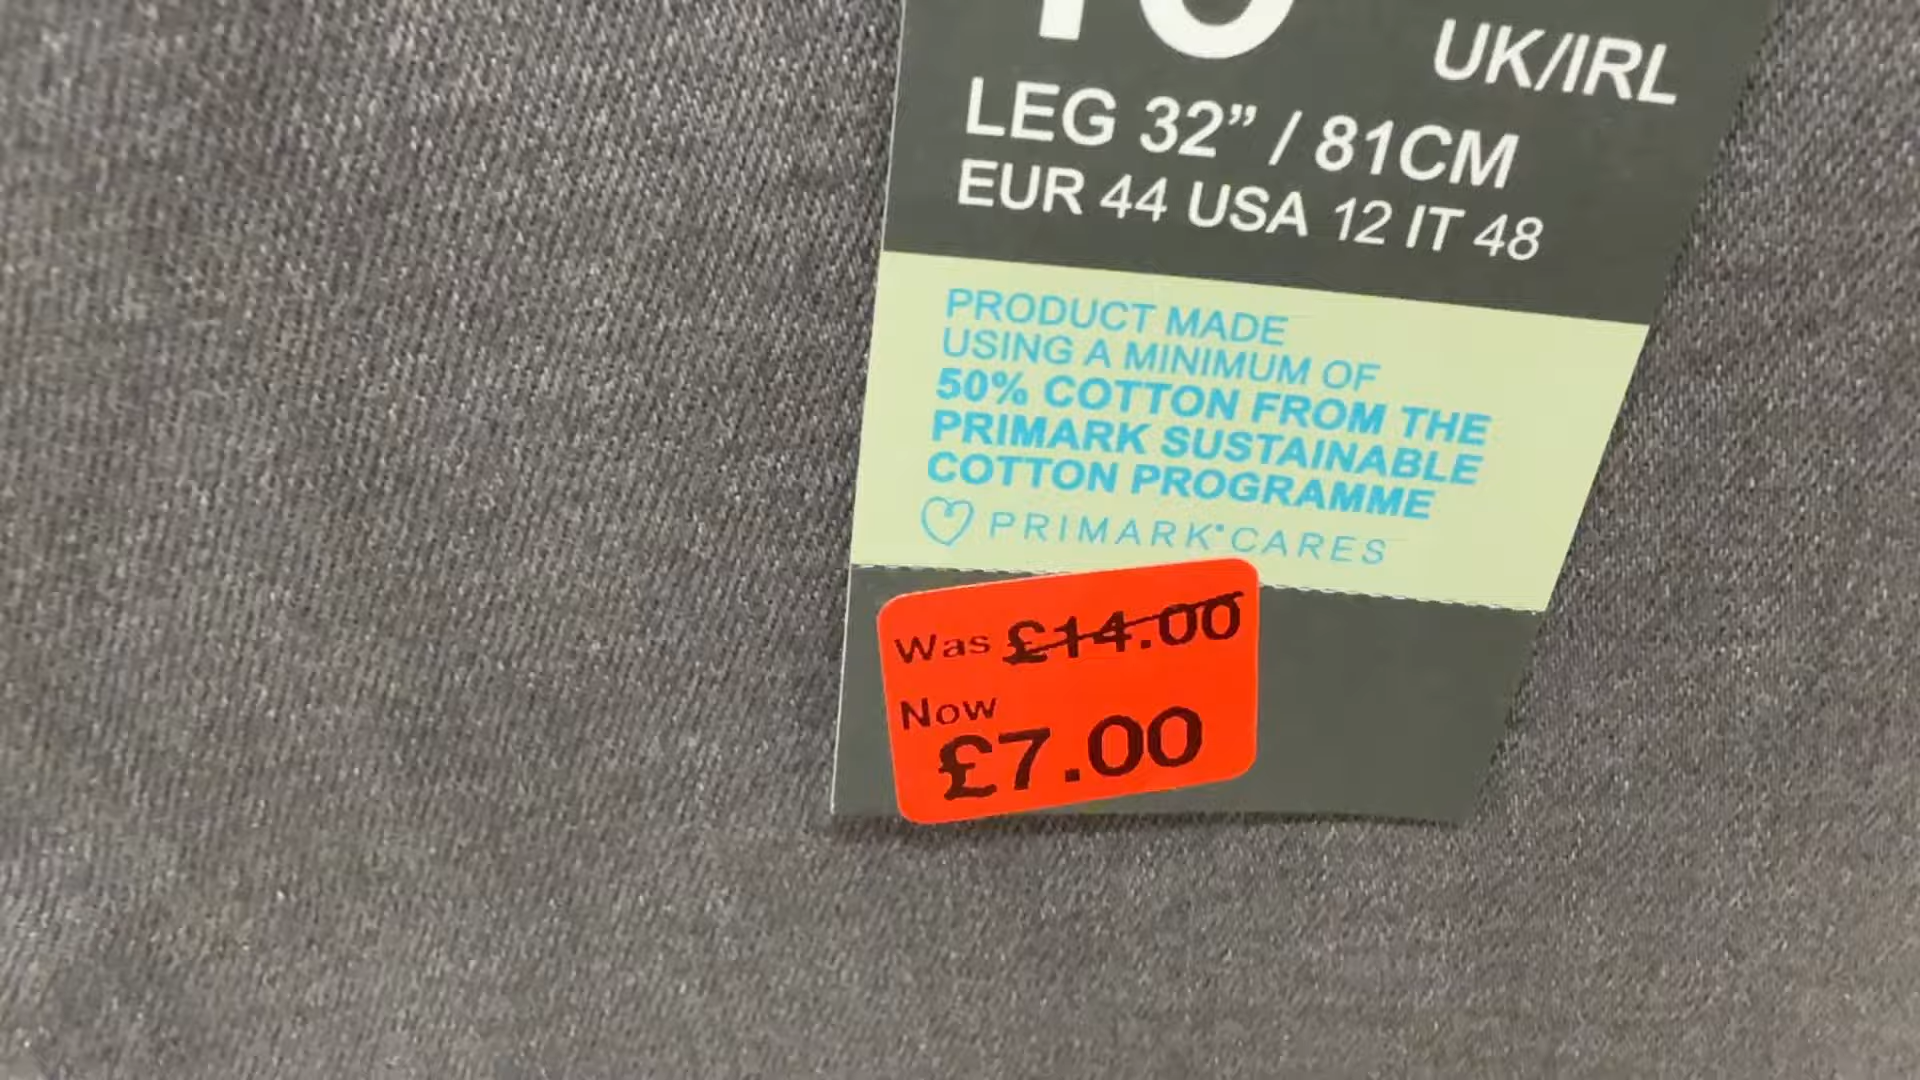 UK/IRL
LEG 32” / 81CM
EUR 44 USA 12 IT 48
PRODUCT MADE
USING A MINIMUM OF
50% COTTON FROM THE
PRIMARK SUSTAINABLE
COTTON PROGRAMME
PRIMARK® CARES
Was £14.00
Now
£7.00